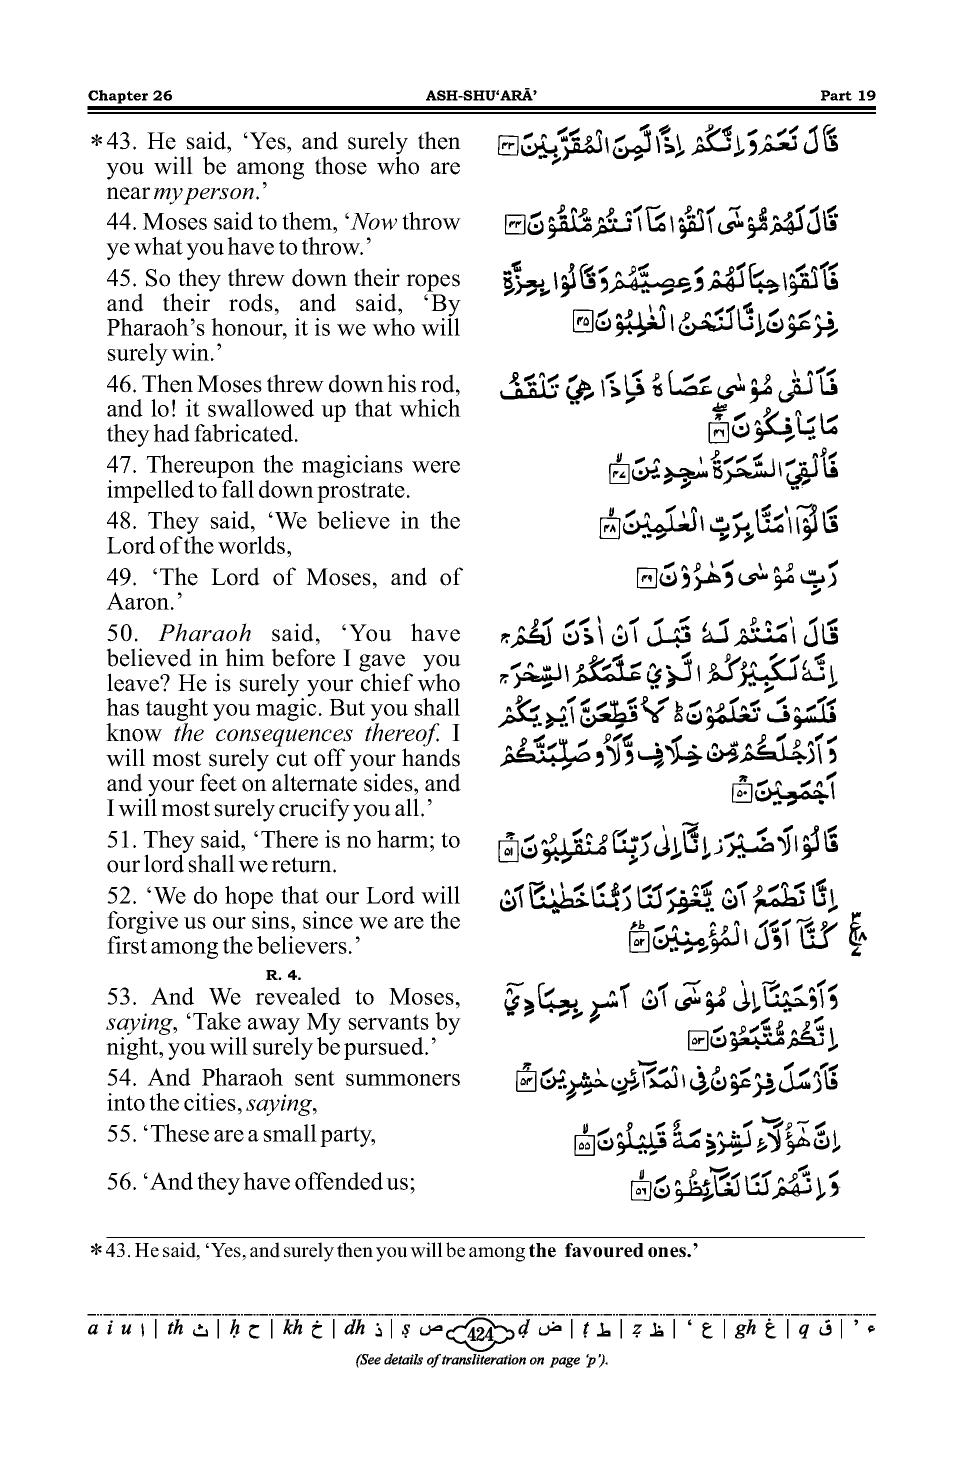 Chapter 26 ASH-SHU‘ARĀ’ Part 19
*43. He said, ‘Yes, and surely then
you will be among those who are
near my person.’
44. Moses said to them, ‘Now throw
ye what you have to throw.’
45. So they threw down their ropes
and their rods, and said, ‘By
Pharaoh’s honour, it is we who will
surely win.’
46. Then Moses threw down his rod,
and lo! it swallowed up that which
they had fabricated.
47. Thereupon the magicians were
impelled to fall down prostrate.
48. They said, ‘We believe in the
Lord of the worlds,
49. ‘The Lord of Moses, and of
Aaron.’
50. Pharaoh said, ‘You have
believed in him before I gave you
leave? He is surely your chief who
has taught you magic. But you shall
know the consequences thereof. I
will most surely cut off your hands
and your feet on alternate sides, and
I will most surely crucify you all.’
51. They said, ‘There is no harm; to
our lord shall we return.
52. ‘We do hope that our Lord will
forgive us our sins, since we are the
first among the believers.’
R. 4.
53. And We revealed to Moses,
saying, ‘Take away My servants by
night, you will surely be pursued.’
54. And Pharaoh sent summoners
into the cities, saying,
55. ‘These are a small party,
56. ‘And they have offended us;
قَالَ نَعَمْ وَاِنَّكُمْ اِذًا لَّمِنَ الْمُقَرَّبِيْنَ ۴۳
قَالَ لَهُمْ مُّوْسٰۤى اَلْقُوْا مَاۤ اَنْتُمْ مُّلْقُوْنَ ۴۴
فَاَلْقَوْا حِبَالَهُمْ وَعِصِيَّهُمْ وَقَالُوْا بِعِزَّةِ
فِرْعَوْنَ اِنَّا لَنَحْنُ الْغٰلِبُوْنَ ۴۵
فَاَلْقٰى مُوْسٰى عَصَاهُ فَاِذَا هِيَ تَلْقَفُ
مَا يَاْفِكُوْنَ ۴۶
فَاُلْقِيَ السَّحَرَةُ سٰجِدِيْنَ ۴۷
قَالُوْۤا اٰمَنَّا بِرَبِّ الْعٰلَمِيْنَ ۴۸
رَبِّ مُوْسٰى وَهٰرُوْنَ ۴۹
قَالَ اٰمَنْتُمْ لَهٗ قَبْلَ اَنْ اٰذَنَ لَكُمْ ۚ
اِنَّهٗ لَكَبِيْرُكُمُ الَّذِيْ عَلَّمَكُمُ السِّحْرَ ۚ
فَلَسَوْفَ تَعْلَمُوْنَ ؕ لَاُقَطِّعَنَّ اَيْدِيَكُمْ
وَاَرْجُلَكُمْ مِّنْ خِلَافٍ وَّلَاُوصَلِّبَنَّكُمْ
اَجْمَعِيْنَ ۵۰
قَالُوْا لَا ضَيْرَ ؗ اِنَّاۤ اِلٰى رَبِّنَا مُنْقَلِبُوْنَ ۵۱
اِنَّا نَطْمَعُ اَنْ يَّغْفِرَ لَنَا رَبُّنَا خَطٰيٰنَاۤ اَنْ
كُنَّاۤ اَوَّلَ الْمُؤْمِنِيْنَ ۵۲
وَاَوْحَيْنَاۤ اِلٰى مُوْسٰۤى اَنْ اَسْرِ بِعِبَادِيْۤ
اِنَّكُمْ مُّتَّبَعُوْنَ ۵۳
فَاَرْسَلَ فِرْعَوْنُ فِي الْمَدَآئِنِ حٰشِرِيْنَ ۵۴
اِنَّ هٰۤؤُلَآءِ لَشِرْذِمَةٌ قَلِيْلُوْنَ ۵۵
وَاِنَّهُمْ لَنَا لَغَآئِظُوْنَ ۵۶
*43. He said, ‘Yes, and surely then you will be among the favoured ones.’
a i u ا | th ث | ḥ ح | kh خ | dh ذ | ṣ ص 424 ḍ ض | ṭ ط | ẓ ظ | ‘ ع | gh غ | q ق | ’ ء
(See details of transliteration on page ‘p’).